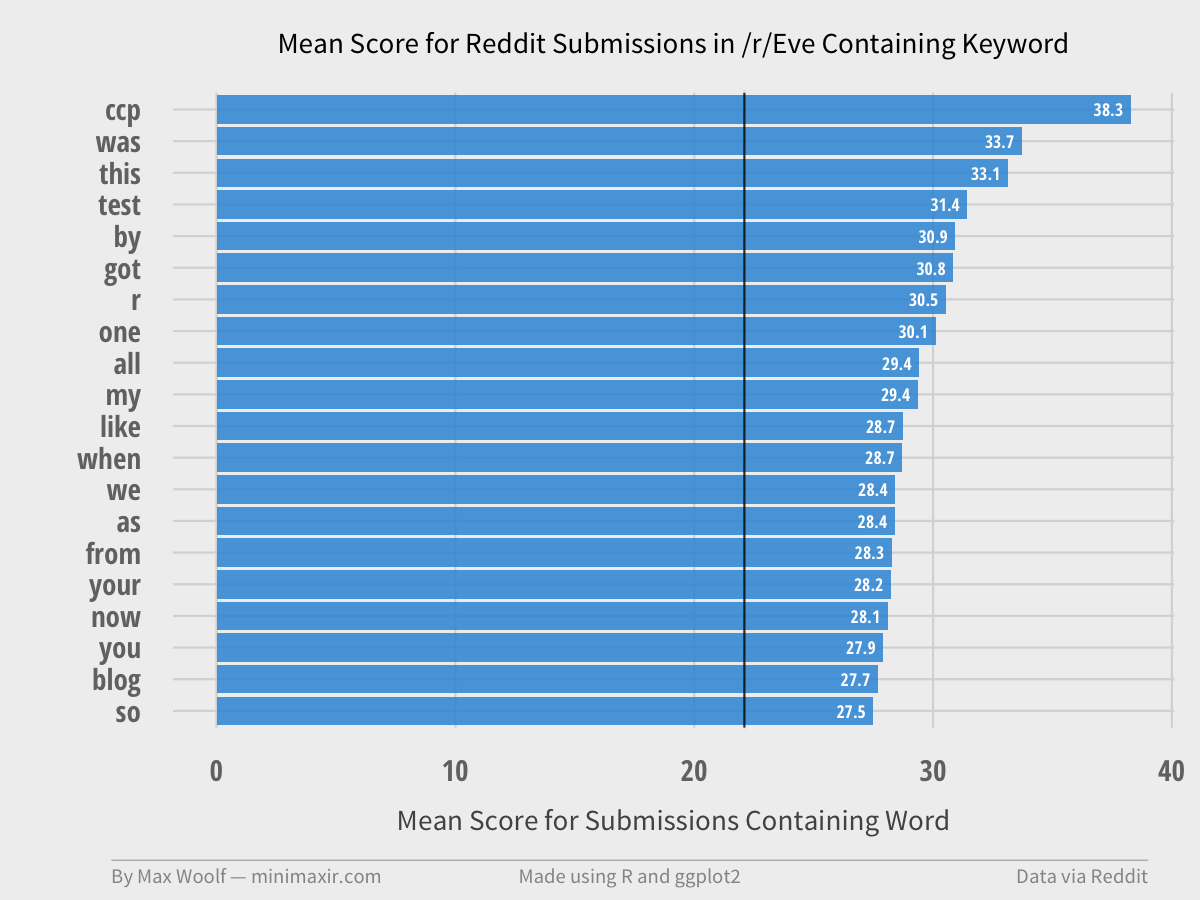 Mean Score for Reddit Submissions in /r/Eve Containing Keyword
ccp 38.3
was 33.7
this 33.1
test 31.4
by 30.9
got 30.8
r 30.5
one 30.1
all 29.4
my 29.4
like 28.7
when 28.7
we 28.4
as 28.4
from 28.3
your 28.2
now 28.1
you 27.9
blog 27.7
so 27.5
0 10 20 30 40
Mean Score for Submissions Containing Word
By Max Woolf — minimaxir.com Made using R and ggplot2 Data via Reddit